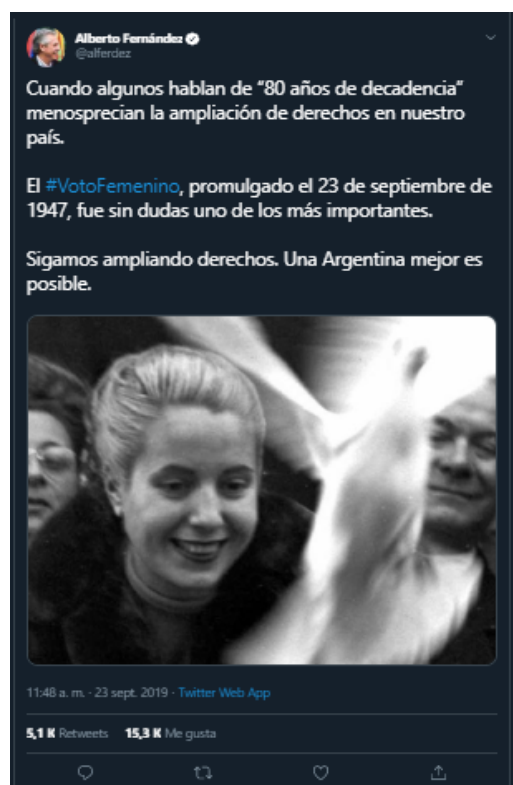 Alberto Fernández
@alferdez
Cuando algunos hablan de "80 años de decadencia"
menosprecian la ampliación de derechos en nuestro
país.
El #VotoFemenino, promulgado el 23 de septiembre de
1947, fue sin dudas uno de los más importantes.
Sigamos ampliando derechos. Una Argentina mejor es
posible.
11:48 a. m. · 23 sept. 2019 · Twitter Web App
5,1 K Retweets 15,3 K Me gusta